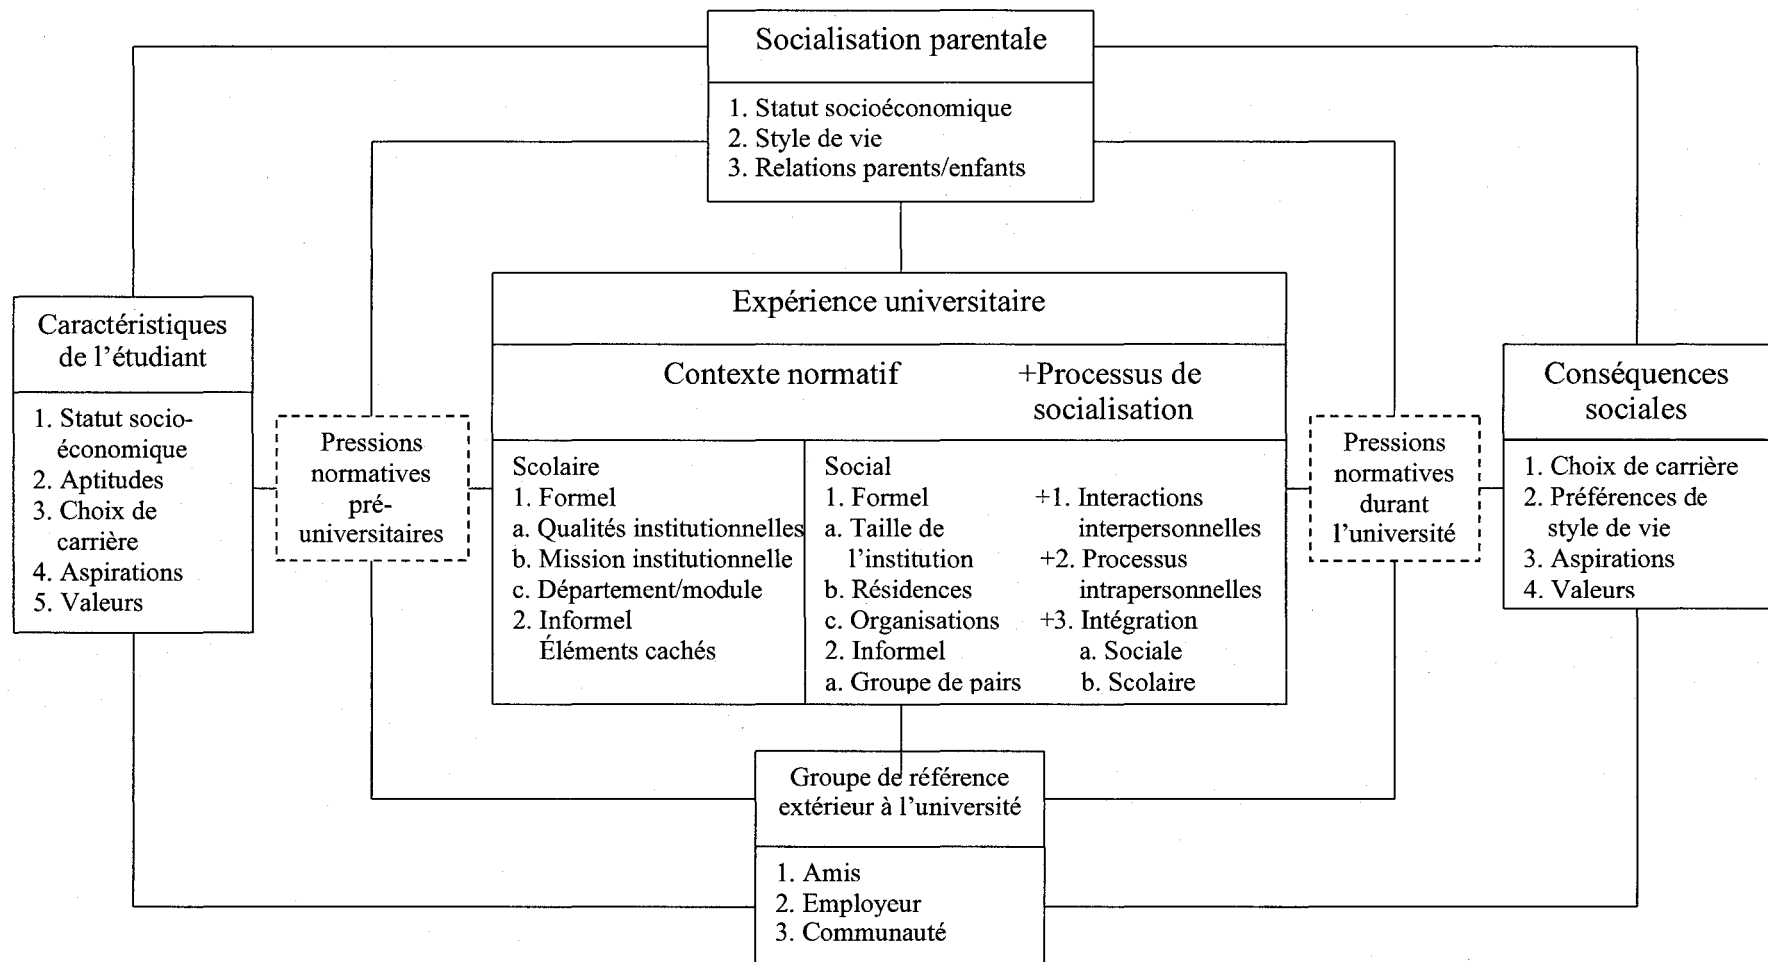 Socialisation parentale
1. Statut socioéconomique
2. Style de vie
3. Relations parents/enfants
Caractéristiques
de l'étudiant
1. Statut socio-
économique
2. Aptitudes
3. Choix de
carrière
4. Aspirations
5. Valeurs
Pressions
normatives
pré-
universitaires
Expérience universitaire
Contexte normatif
+Processus de
socialisation
Scolaire
1. Formel
a. Qualités institutionnelles
b. Mission institutionnelle
c. Département/module
2. Informel
Éléments cachés
Social
1. Formel
a. Taille de
l'institution
b. Résidences
c. Organisations
2. Informel
a. Groupe de pairs
+1. Interactions
interpersonnelles
+2. Processus
intrapersonnelles
+3. Intégration
a. Sociale
b. Scolaire
Pressions
normatives
durant
l'université
Conséquences
sociales
1. Choix de carrière
2. Préférences de
style de vie
3. Aspirations
4. Valeurs
Groupe de référence
extérieur à l'université
1. Amis
2. Employeur
3. Communauté